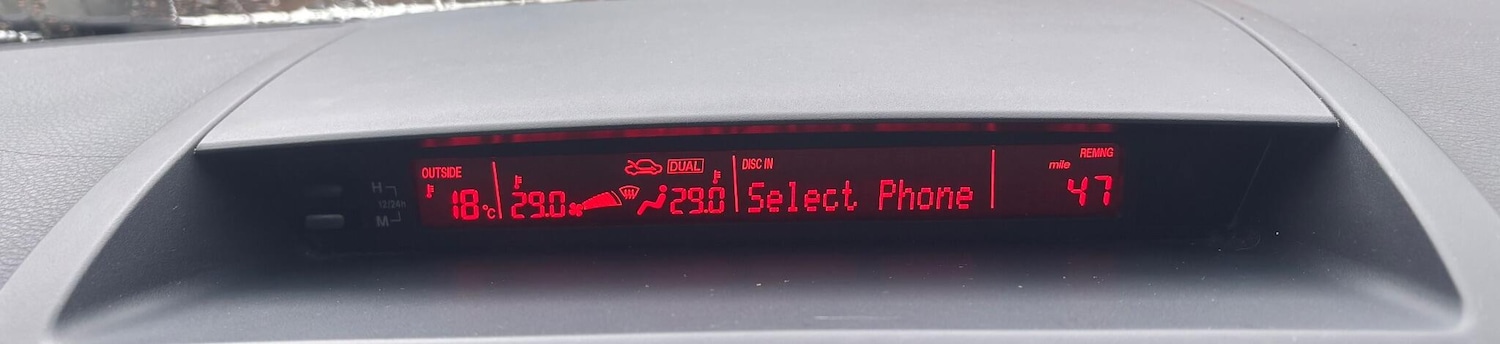 OUTSIDE
18°C
29.0
DUAL
29.0
DISC IN
Select Phone
REMNG
mile
47
H
12/24h
M